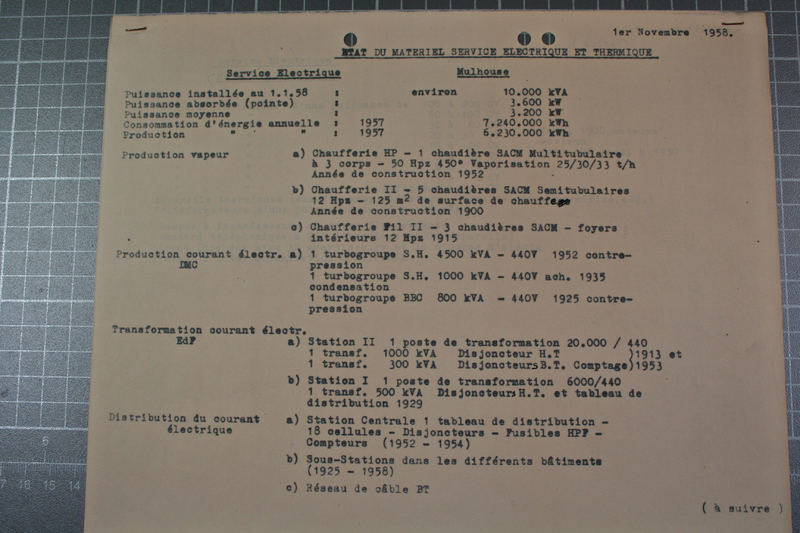 1er Novembre 1958.
ETAT DU MATERIEL SERVICE ELECTRIQUE ET THERMIQUE
Service Electrique Mulhouse
Puissance installée au 1.1.58 : environ 10.000 kVA
Puissance absorbée (pointe) : 3.600 kW
Puissance moyenne : 3.200 kW
Consommation d'énergie annuelle : 1957 7.240.000 kWh
Production " " : 1957 6.230.000 kWh
Production vapeur a) Chaufferie HP - 1 chaudière SACM Multitubulaire
à 3 corps - 50 Hpz 450° Vaporisation 25/30/33 t/h
Année de construction 1952
b) Chaufferie II - 5 chaudières SACM Semitubulaires
12 Hpz - 125 m2 de surface de chauffage
Année de construction 1900
c) Chaufferie Fil II - 3 chaudières SACM - foyers
intérieurs 12 Hpz 1915
Production courant électr. a) 1 turbogroupe S.H. 4500 kVA - 440V 1952 contre-
DMC pression
1 turbogroupe S.H. 1000 kVA - 440V ach. 1935
condensation
1 turbogroupe BBC 800 kVA - 440V 1925 contre-
pression
Transformation courant électr.
EdF a) Station II 1 poste de transformation 20.000 / 440
1 transf. 1000 kVA Disjoncteur H.T )1913 et
1 transf. 300 kVA Disjoncteurs B.T. Comptage)1953
b) Station I 1 poste de transformation 6000/440
1 transf. 500 kVA Disjoncteurs H.T. et tableau de
distribution 1929
Distribution du courant a) Station Centrale 1 tableau de distribution -
électrique 18 cellules - Disjoncteurs - Fusibles HPF -
Compteurs (1952 - 1954)
b) Sous-Stations dans les différents bâtiments
(1925 - 1958)
c) Réseau de câble BT
( à suivre )
5
7 16 15 14